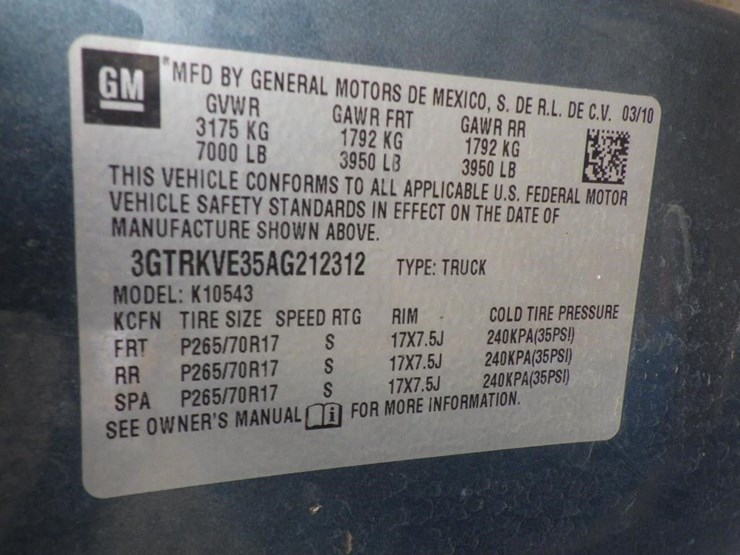 GM "MFD BY GENERAL MOTORS DE MEXICO, S. DE R.L. DE C.V. 03/10
GVWR GAWR FRT GAWR RR
3175 KG 1792 KG 1792 KG
7000 LB 3950 LB 3950 LB
THIS VEHICLE CONFORMS TO ALL APPLICABLE U.S. FEDERAL MOTOR
VEHICLE SAFETY STANDARDS IN EFFECT ON THE DATE OF
MANUFACTURE SHOWN ABOVE.
3GTRKVE35AG212312 TYPE: TRUCK
MODEL: K10543
KCFN TIRE SIZE SPEED RTG RIM COLD TIRE PRESSURE
FRT P265/70R17 S 17X7.5J 240KPA(35PSI)
RR P265/70R17 S 17X7.5J 240KPA(35PSI)
SPA P265/70R17 S 17X7.5J 240KPA(35PSI)
SEE OWNER'S MANUAL i FOR MORE INFORMATION.